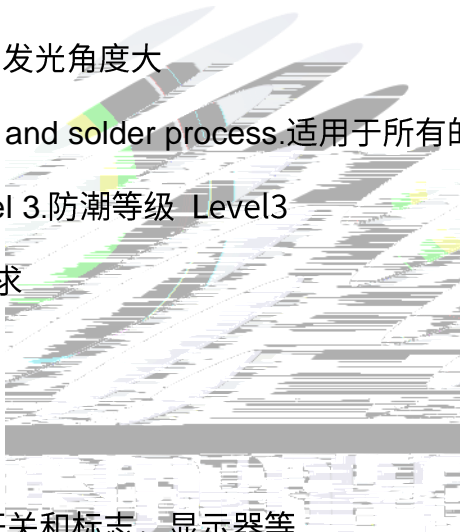 发光角度大
and solder process.适用于所有的
el 3.防潮等级 Level3
求
开关和标志、显示器等